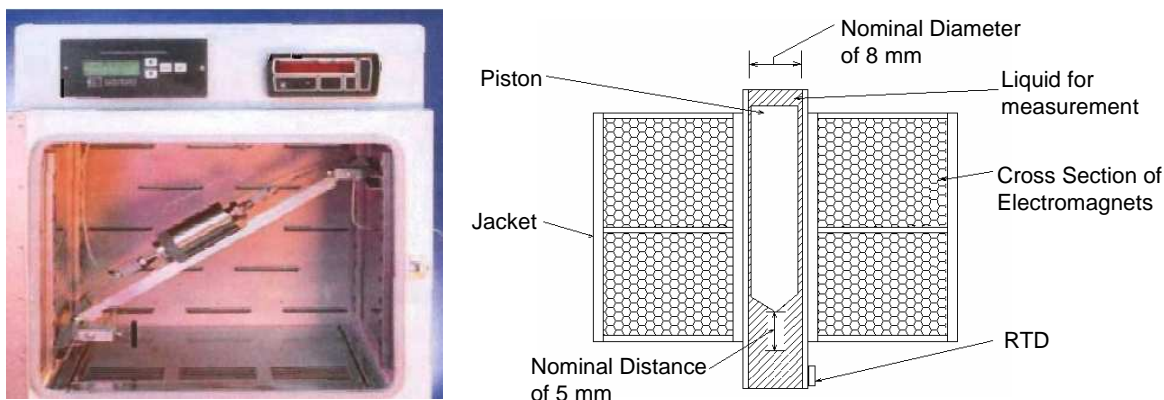 Nominal Diameter
of 8 mm
Piston
Liquid for
measurement
Cross Section of
Electromagnets
Jacket
RTD
Nominal Distance
of 5 mm